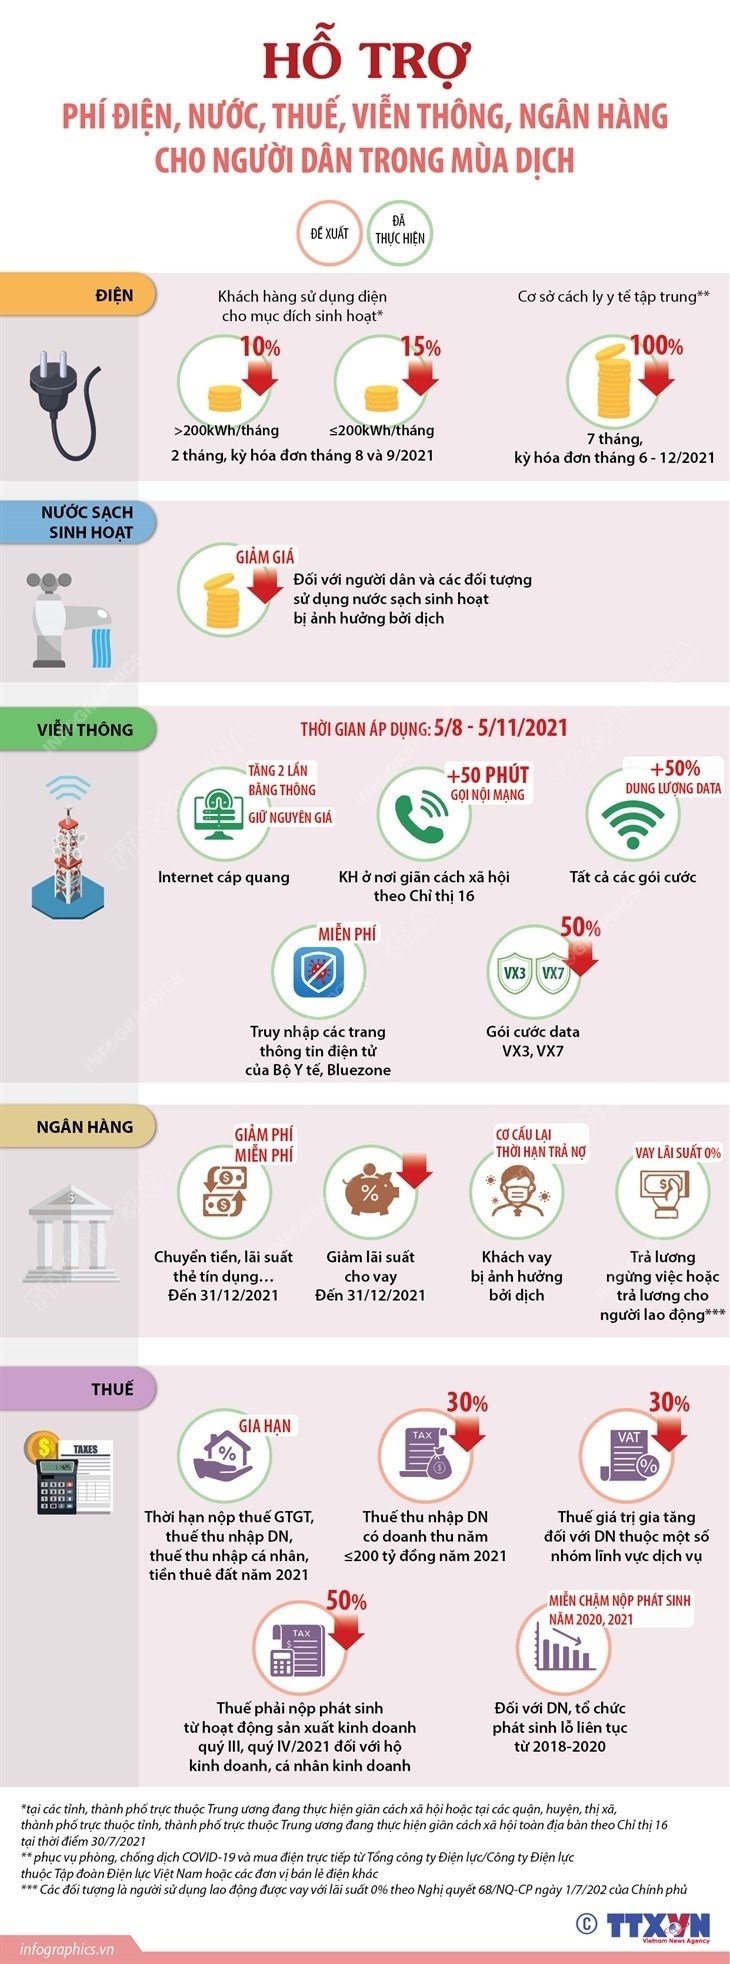 HỖ TRỢ
PHÍ ĐIỆN, NƯỚC, THUẾ, VIỄN THÔNG, NGÂN HÀNG
CHO NGƯỜI DÂN TRONG MÙA DỊCH
ĐỀ XUẤT
ĐÃ
THỰC HIỆN
ĐIỆN
Khách hàng sử dụng điện
cho mục đích sinh hoạt*
10%
>200kWh/tháng
15%
≤200kWh/tháng
2 tháng, kỳ hóa đơn tháng 8 và 9/2021
Cơ sở cách ly y tế tập trung**
100%
7 tháng,
kỳ hóa đơn tháng 6 - 12/2021
NƯỚC SẠCH
SINH HOẠT
GIẢM GIÁ
Đối với người dân và các đối tượng
sử dụng nước sạch sinh hoạt
bị ảnh hưởng bởi dịch
VIỄN THÔNG
THỜI GIAN ÁP DỤNG: 5/8 - 5/11/2021
TĂNG 2 LẦN
BĂNG THÔNG
GIỮ NGUYÊN GIÁ
Internet cáp quang
+50 PHÚT
GỌI NỘI MẠNG
KH ở nơi giãn cách xã hội
theo Chỉ thị 16
+50%
DUNG LƯỢNG DATA
Tất cả các gói cước
MIỄN PHÍ
Truy nhập các trang
thông tin điện tử
của Bộ Y tế, Bluezone
50%
VX3
VX7
Gói cước data
VX3, VX7
NGÂN HÀNG
GIẢM PHÍ
MIỄN PHÍ
Chuyển tiền, lãi suất
thẻ tín dụng...
Đến 31/12/2021
%
Giảm lãi suất
cho vay
Đến 31/12/2021
CƠ CẤU LẠI
THỜI HẠN TRẢ NỢ
Khách vay
bị ảnh hưởng
bởi dịch
VAY LÃI SUẤT 0%
Trả lương
ngừng việc hoặc
trả lương cho
người lao động***
THUẾ
TAXES
GIA HẠN
%
Thời hạn nộp thuế GTGT,
thuế thu nhập DN,
thuế thu nhập cá nhân,
tiền thuê đất năm 2021
30%
TAX
Thuế thu nhập DN
có doanh thu năm
≤200 tỷ đồng năm 2021
30%
VAT
%
Thuế giá trị gia tăng
đối với DN thuộc một số
nhóm lĩnh vực dịch vụ
50%
TAX
Thuế phải nộp phát sinh
từ hoạt động sản xuất kinh doanh
quý III, quý IV/2021 đối với hộ
kinh doanh, cá nhân kinh doanh
MIỄN CHẬM NỘP PHÁT SINH
NĂM 2020, 2021
Đối với DN, tổ chức
phát sinh lỗ liên tục
từ 2018-2020
*tại các tỉnh, thành phố trực thuộc Trung ương đang thực hiện giãn cách xã hội hoặc tại các quận, huyện, thị xã,
thành phố trực thuộc tỉnh, thành phố trực thuộc Trung ương đang thực hiện giãn cách xã hội toàn địa bàn theo Chỉ thị 16
tại thời điểm 30/7/2021
** phục vụ phòng, chống dịch COVID-19 và mua điện trực tiếp từ Tổng công ty Điện lực/Công ty Điện lực
thuộc Tập đoàn Điện lực Việt Nam hoặc các đơn vị bán lẻ điện khác
*** Các đối tượng là người sử dụng lao động được vay với lãi suất 0% theo Nghị quyết 68/NQ-CP ngày 1/7/202 của Chính phủ
© TTXVN
Vietnam News Agency
infographics.vn